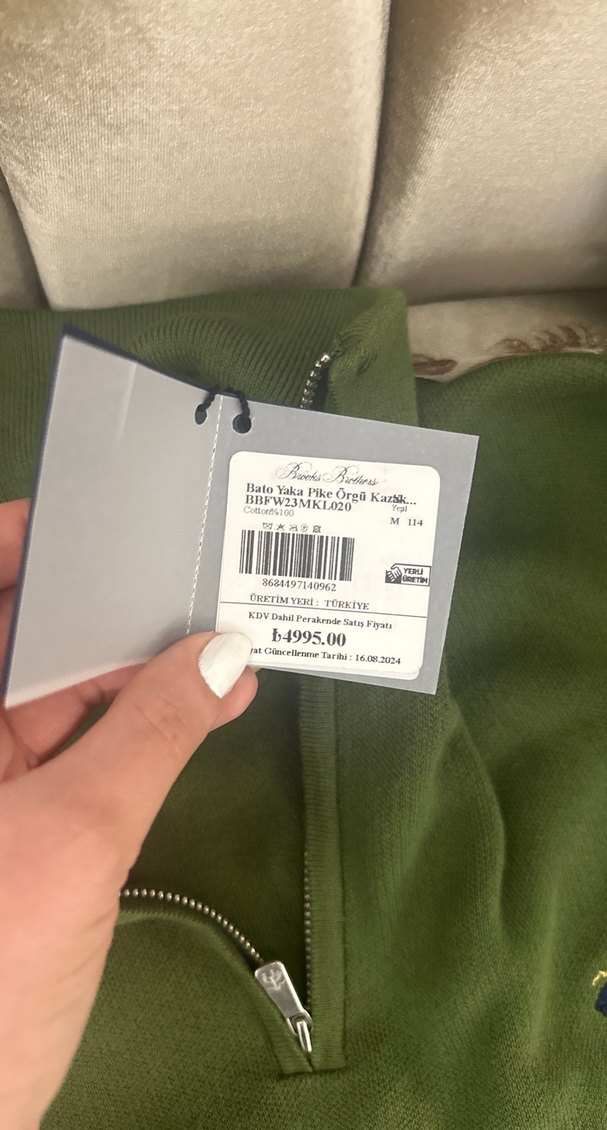 Brooks Brothers
Bato Yaka Pike Örgü Kazak...
BBFW23MKL020
Cotton%100
Yeşil
M 114
8684497140962
YERLİ
ÜRETİM
ÜRETİM YERİ : TÜRKİYE
KDV Dahil Perakende Satış Fiyatı
₺4995.00
yat Güncellenme Tarihi : 16.08.2024